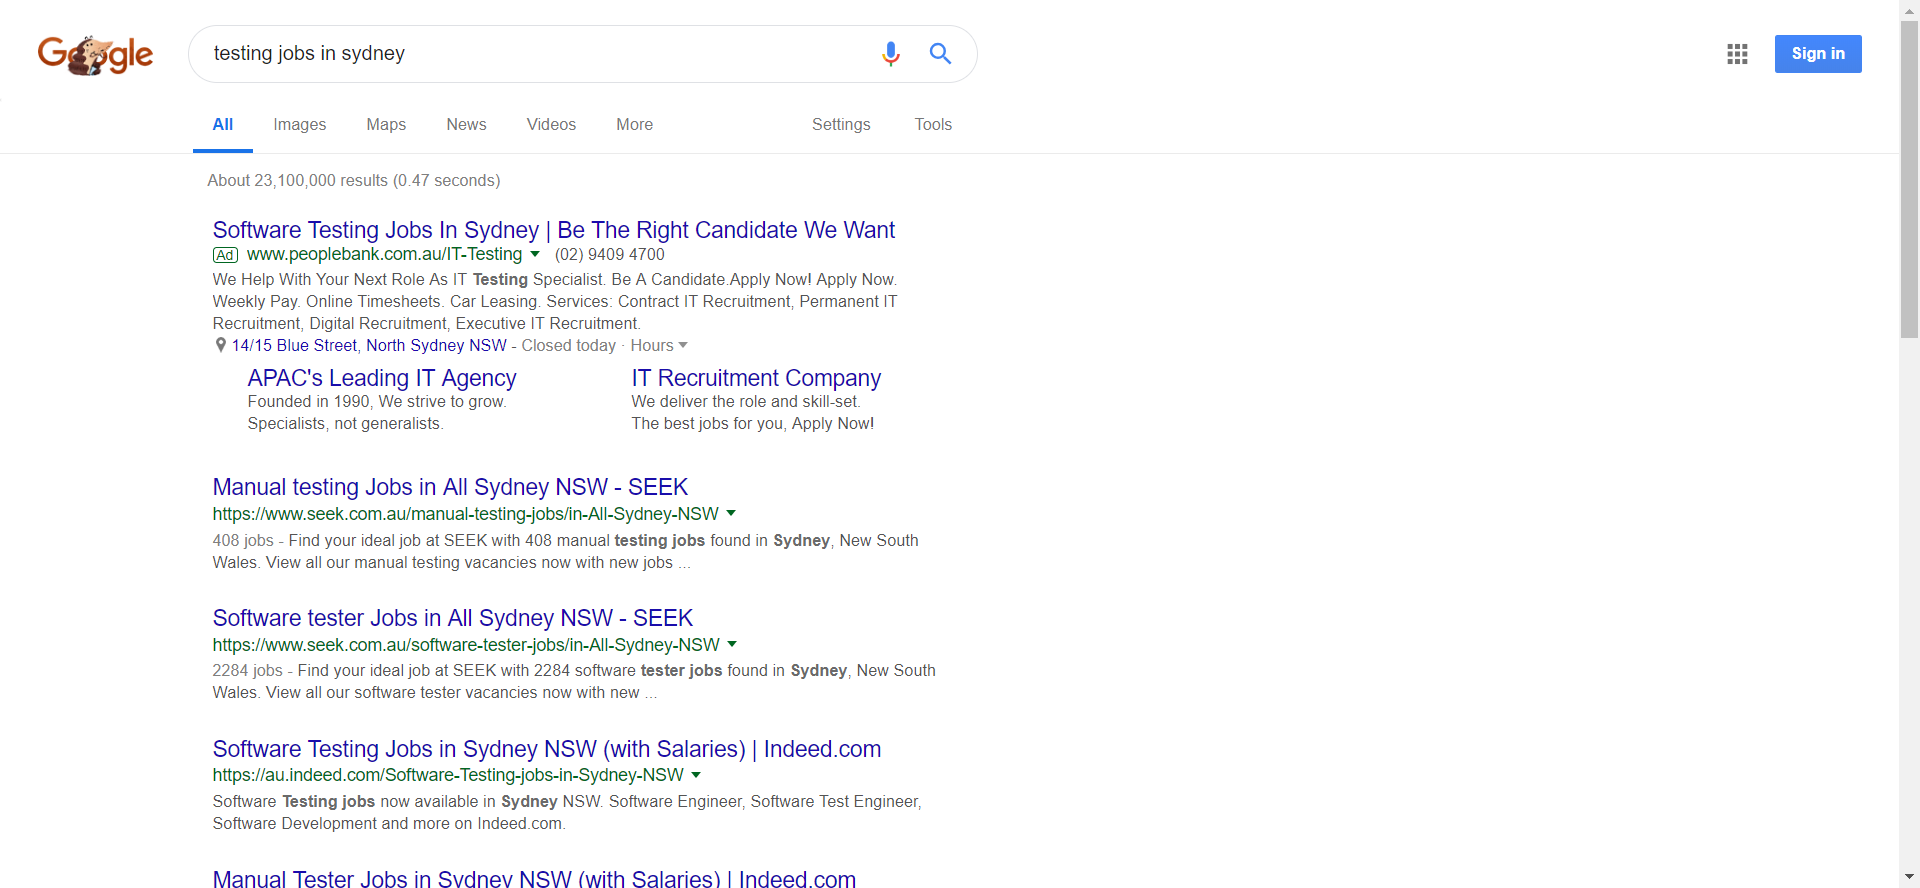 Google
testing jobs in sydney
Sign in
All Images Maps News Videos More Settings Tools
About 23,100,000 results (0.47 seconds)
Software Testing Jobs In Sydney | Be The Right Candidate We Want
Ad www.peoplebank.com.au/IT-Testing (02) 9409 4700
We Help With Your Next Role As IT Testing Specialist. Be A Candidate.Apply Now! Apply Now.
Weekly Pay. Online Timesheets. Car Leasing. Services: Contract IT Recruitment, Permanent IT
Recruitment, Digital Recruitment, Executive IT Recruitment.
14/15 Blue Street, North Sydney NSW - Closed today · Hours
APAC's Leading IT Agency
Founded in 1990, We strive to grow.
Specialists, not generalists.
IT Recruitment Company
We deliver the role and skill-set.
The best jobs for you, Apply Now!
Manual testing Jobs in All Sydney NSW - SEEK
https://www.seek.com.au/manual-testing-jobs/in-All-Sydney-NSW
408 jobs - Find your ideal job at SEEK with 408 manual testing jobs found in Sydney, New South
Wales. View all our manual testing vacancies now with new jobs ...
Software tester Jobs in All Sydney NSW - SEEK
https://www.seek.com.au/software-tester-jobs/in-All-Sydney-NSW
2284 jobs - Find your ideal job at SEEK with 2284 software tester jobs found in Sydney, New South
Wales. View all our software tester vacancies now with new ...
Software Testing Jobs in Sydney NSW (with Salaries) | Indeed.com
https://au.indeed.com/Software-Testing-jobs-in-Sydney-NSW
Software Testing jobs now available in Sydney NSW. Software Engineer, Software Test Engineer,
Software Development and more on Indeed.com.
Manual Tester Jobs in Sydney NSW (with Salaries) | Indeed.com